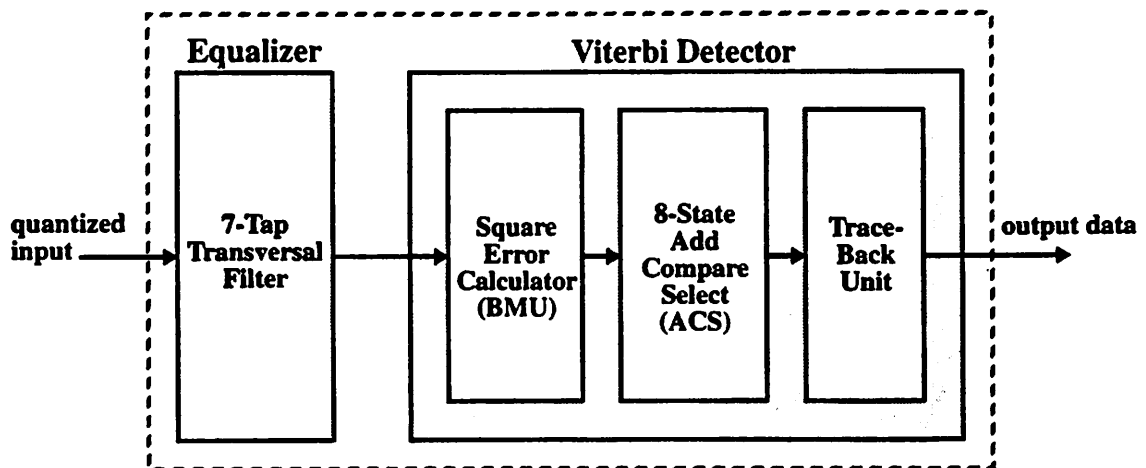 Equalizer
Viterbi Detector
quantized
input
7-Tap
Transversal
Filter
Square
Error
Calculator
(BMU)
8-State
Add
Compare
Select
(ACS)
Trace-
Back
Unit
output data